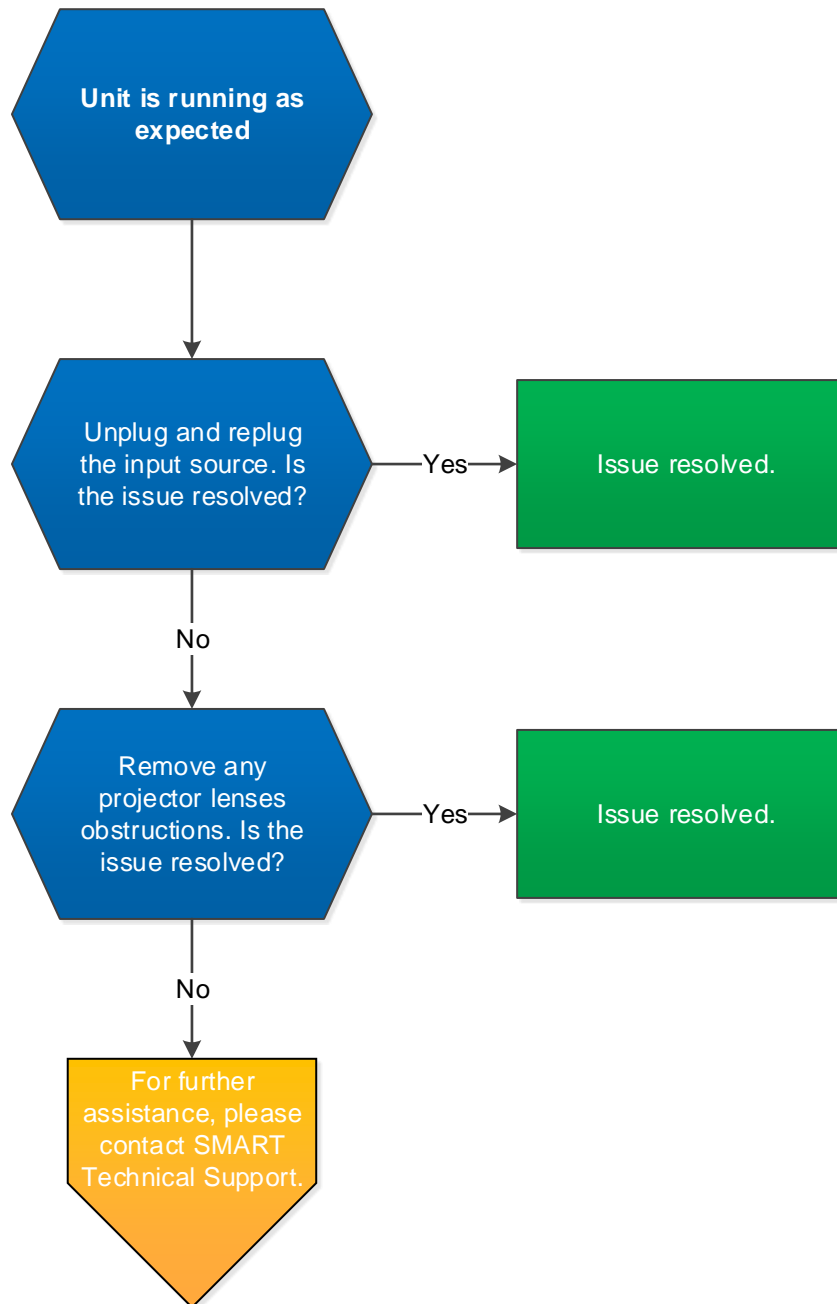 Unit is running as
expected
Unplug and replug
the input source. Is
the issue resolved?
Yes
Issue resolved.
No
Remove any
projector lenses
obstructions. Is the
issue resolved?
Yes
Issue resolved.
No
For further
assistance, please
contact SMART
Technical Support.